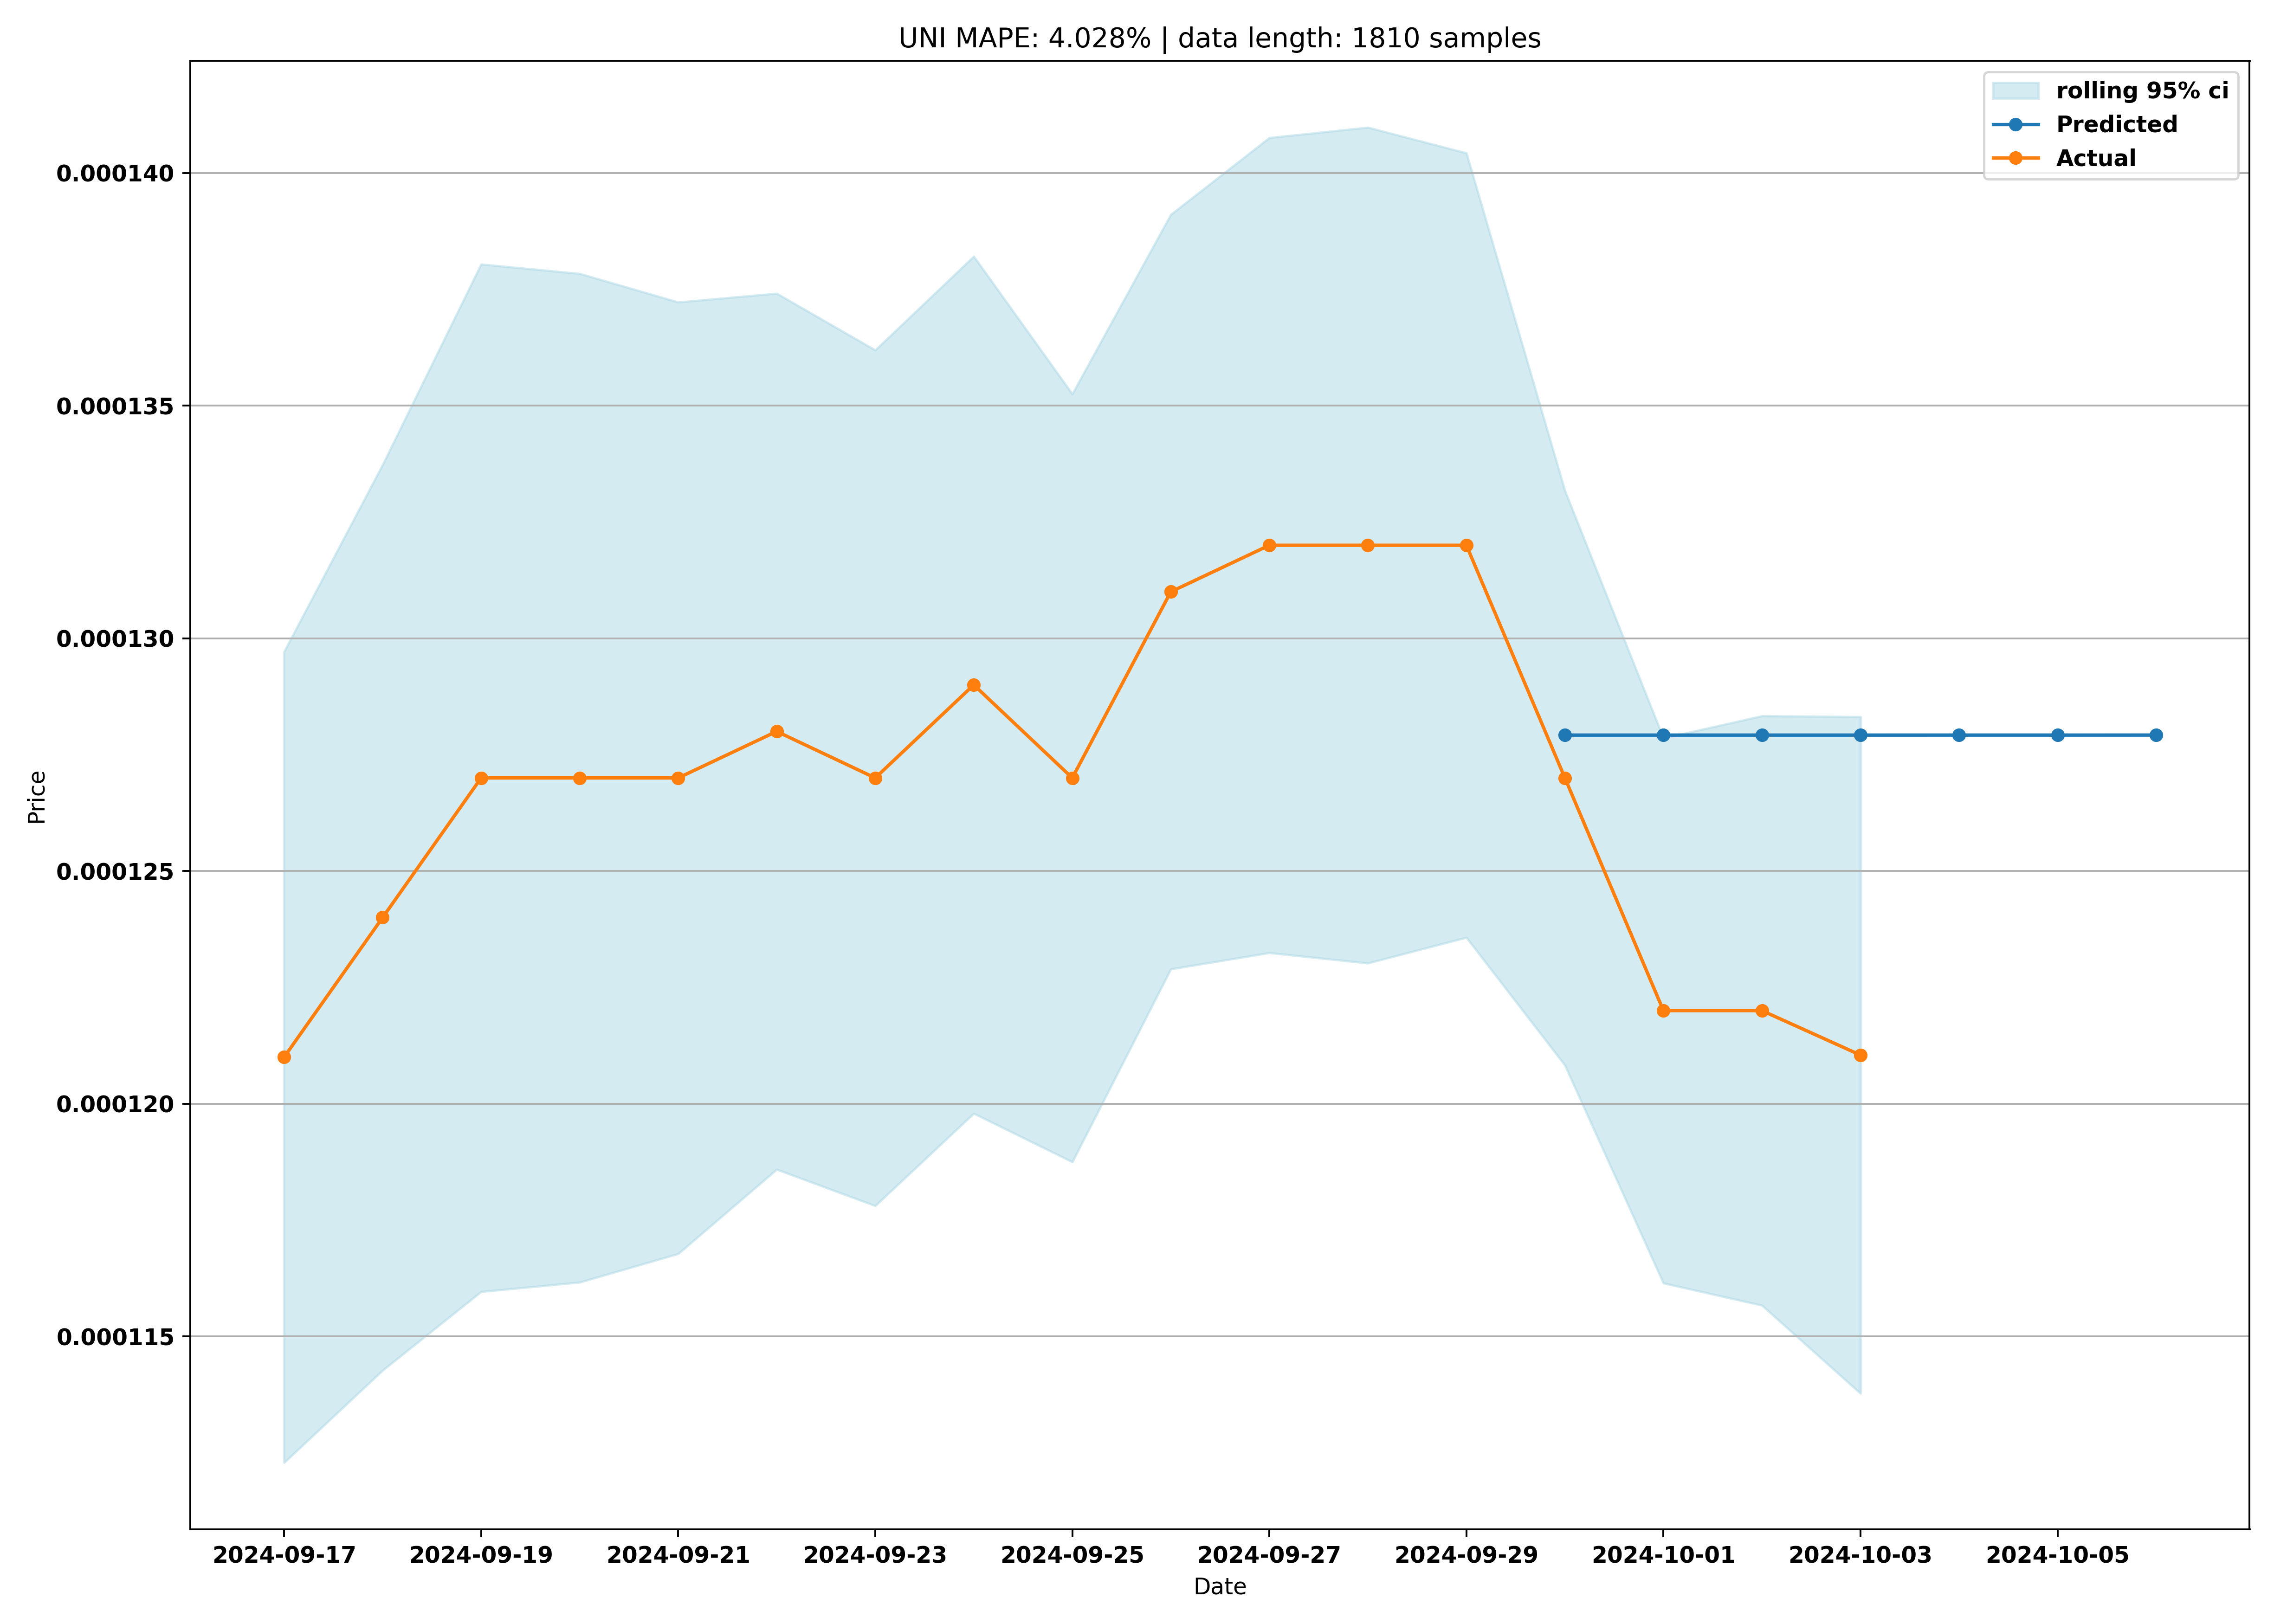 UNI MAPE: 4.028% | data length: 1810 samples
rolling 95% ci
Predicted
Actual
0.000140
0.000135
0.000130
0.000125
0.000120
0.000115
Price
2024-09-17 2024-09-19 2024-09-21 2024-09-23 2024-09-25 2024-09-27 2024-09-29 2024-10-01 2024-10-03 2024-10-05
Date